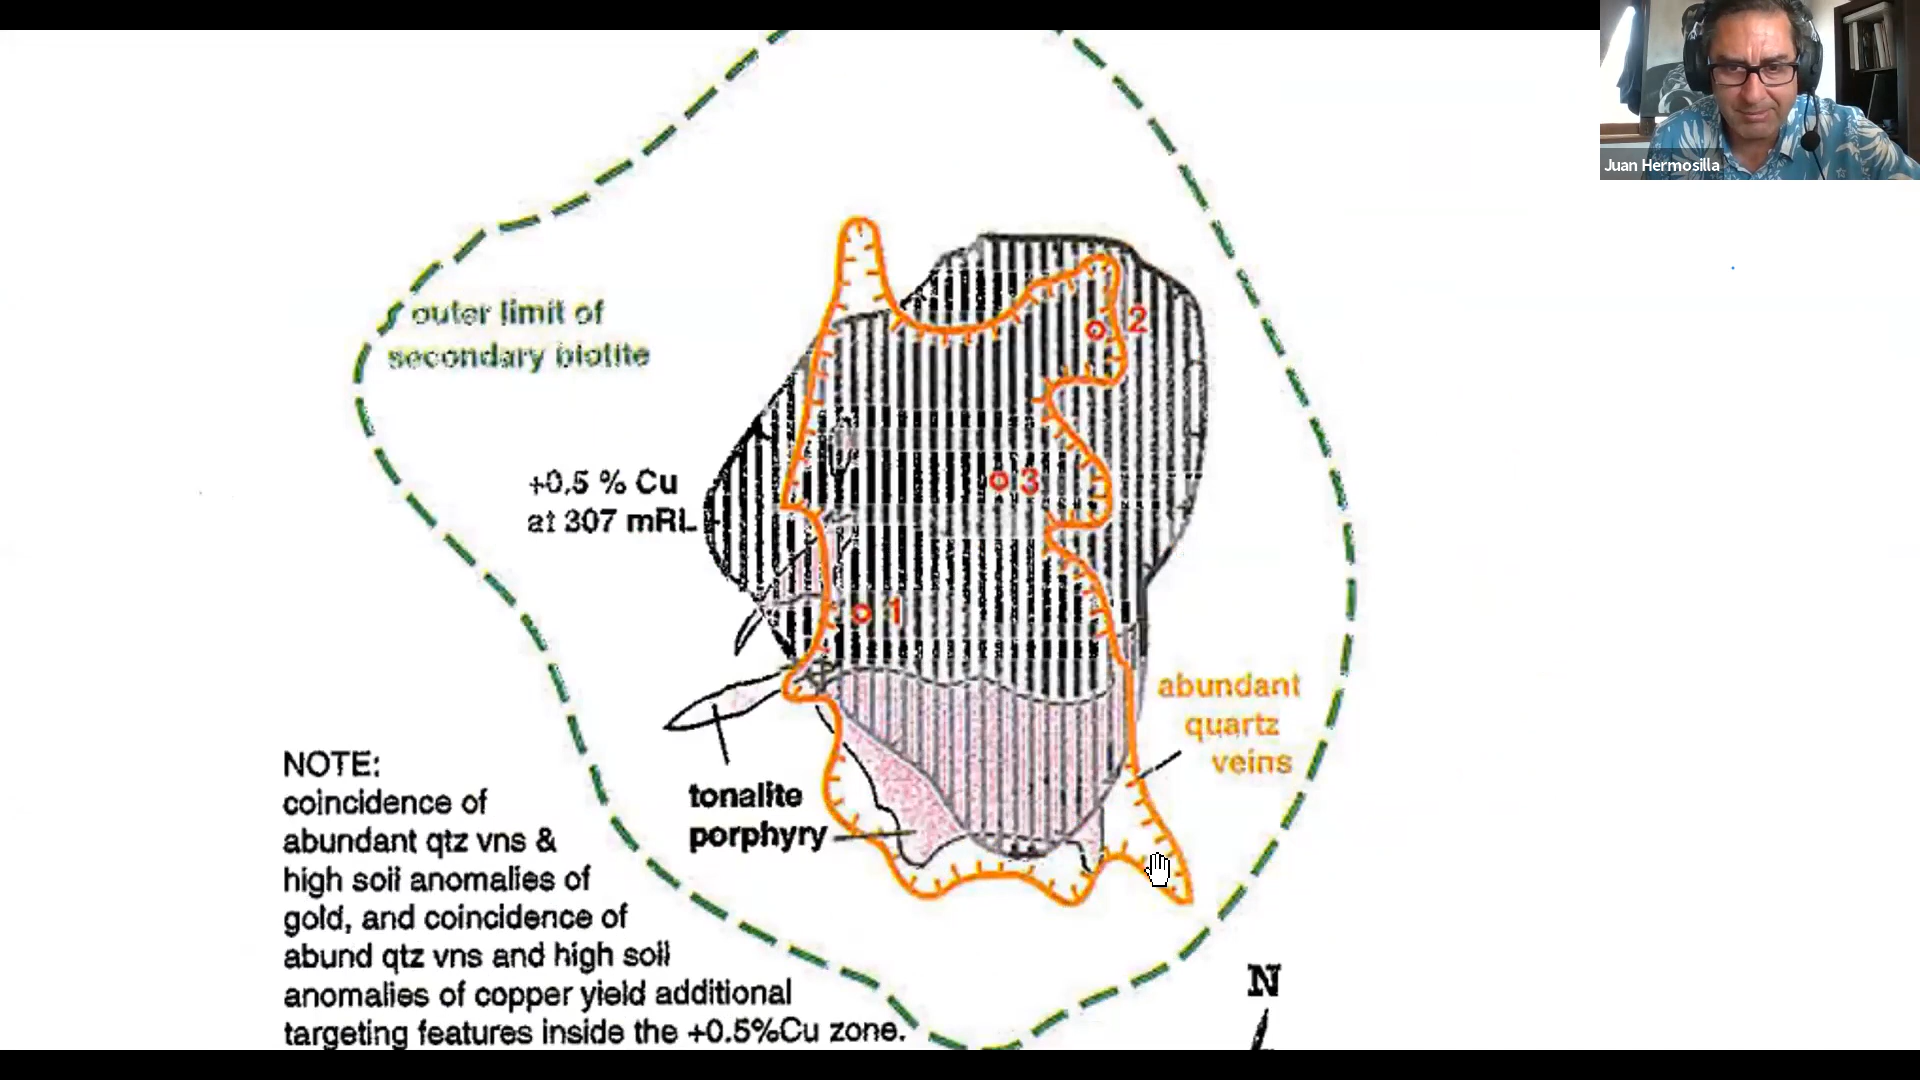 Juan Hermosilla
outer limit of
secondary biotite
2
+0.5 % Cu
at 307 mRL
3
1
abundant
quartz
veins
tonalite
porphyry
NOTE:
coincidence of
abundant qtz vns &
high soil anomalies of
gold, and coincidence of
abund qtz vns and high soil
anomalies of copper yield additional
targeting features inside the +0.5%Cu zone.
N